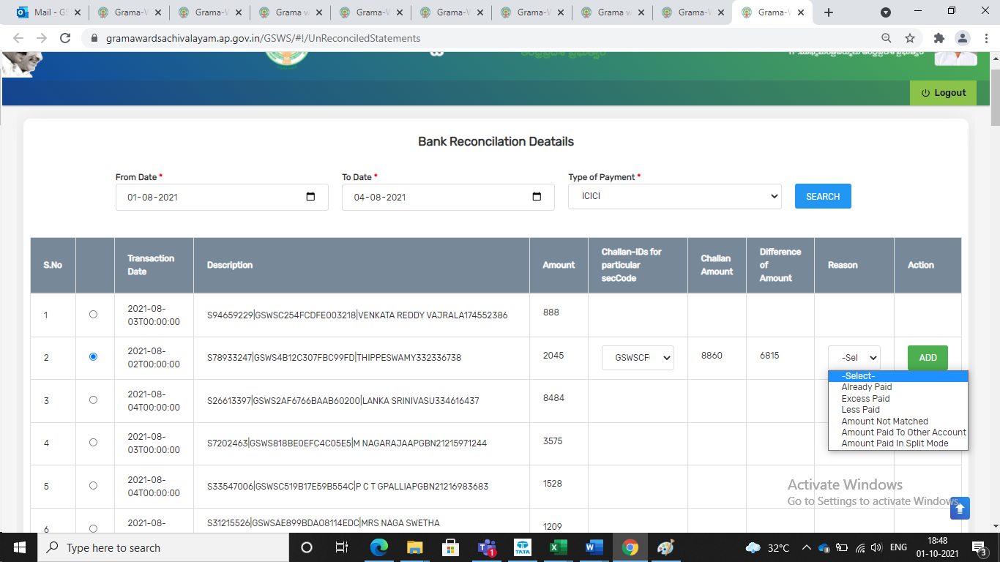 Mail - GS
Grama-W
Grama-W
Grama w
Grama-W
Grama-W
Grama-W
Grama w
Grama-W
Grama-W
gramawardsachivalayam.ap.gov.in/GSWS/#!/UnReconciledStatements
Logout
Bank Reconcilation Deatails
From Date *
To Date *
Type of Payment *
01-08-2021
04-08-2021
ICICI
SEARCH
S.No
Transaction Date
Description
Amount
Challan-IDs for particular secCode
Challan Amount
Difference of Amount
Reason
Action
1
2021-08-03T00:00:00
S94659229|GSWSC254FCDFE003218|VENKATA REDDY VAJRALA174552386
888
2
2021-08-02T00:00:00
S78933247|GSWS4B12C307FBC99FD|THIPPESWAMY332336738
2045
GSWSCF
8860
6815
-Sel
ADD
-Select-
Already Paid
Excess Paid
Less Paid
Amount Not Matched
Amount Paid To Other Account
Amount Paid In Split Mode
3
2021-08-04T00:00:00
S26613397|GSWS2AF6766BAAB60200|LANKA SRINIVASU334616437
8484
4
2021-08-03T00:00:00
S7202463|GSWS818BE0EFC4C05E5|M NAGARAJAAPGBN21215971244
3575
5
2021-08-04T00:00:00
S33547006|GSWSC519B17E59B554C|P C T GPALLIAPGBN21216983683
1528
6
2021-08-
S31215526|GSWSAE899BDA08114EDC|MRS NAGA SWETHA
1209
Activate Windows
Go to Settings to activate Windows.
Type here to search
1
TATA
32°C
ENG
18:48
01-10-2021
3